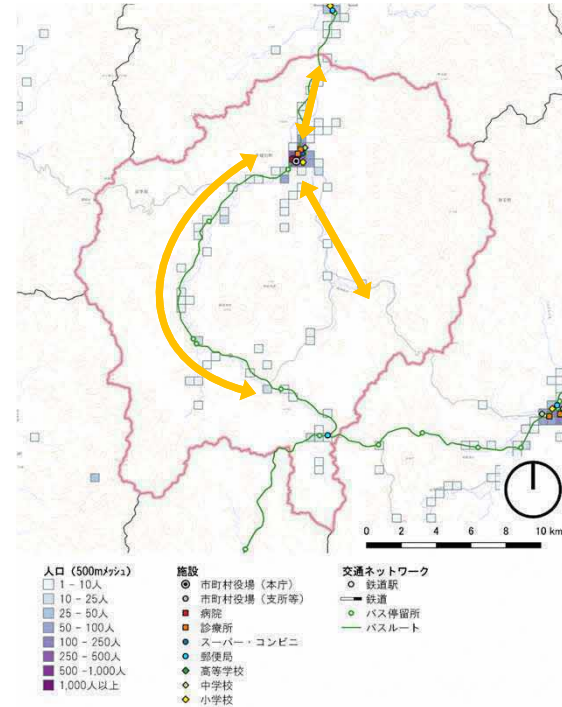 0 2 4 6 8 10 km
人口（500mメッシュ）
1 - 10人
10 - 25人
25 - 50人
50 - 100人
100 - 250人
250 - 500人
500 - 1,000人
1,000人以上
施設
市町村役場（本庁）
市町村役場（支所等）
病院
診療所
スーパー・コンビニ
郵便局
高等学校
中学校
小学校
交通ネットワーク
鉄道駅
鉄道
バス停留所
バスルート